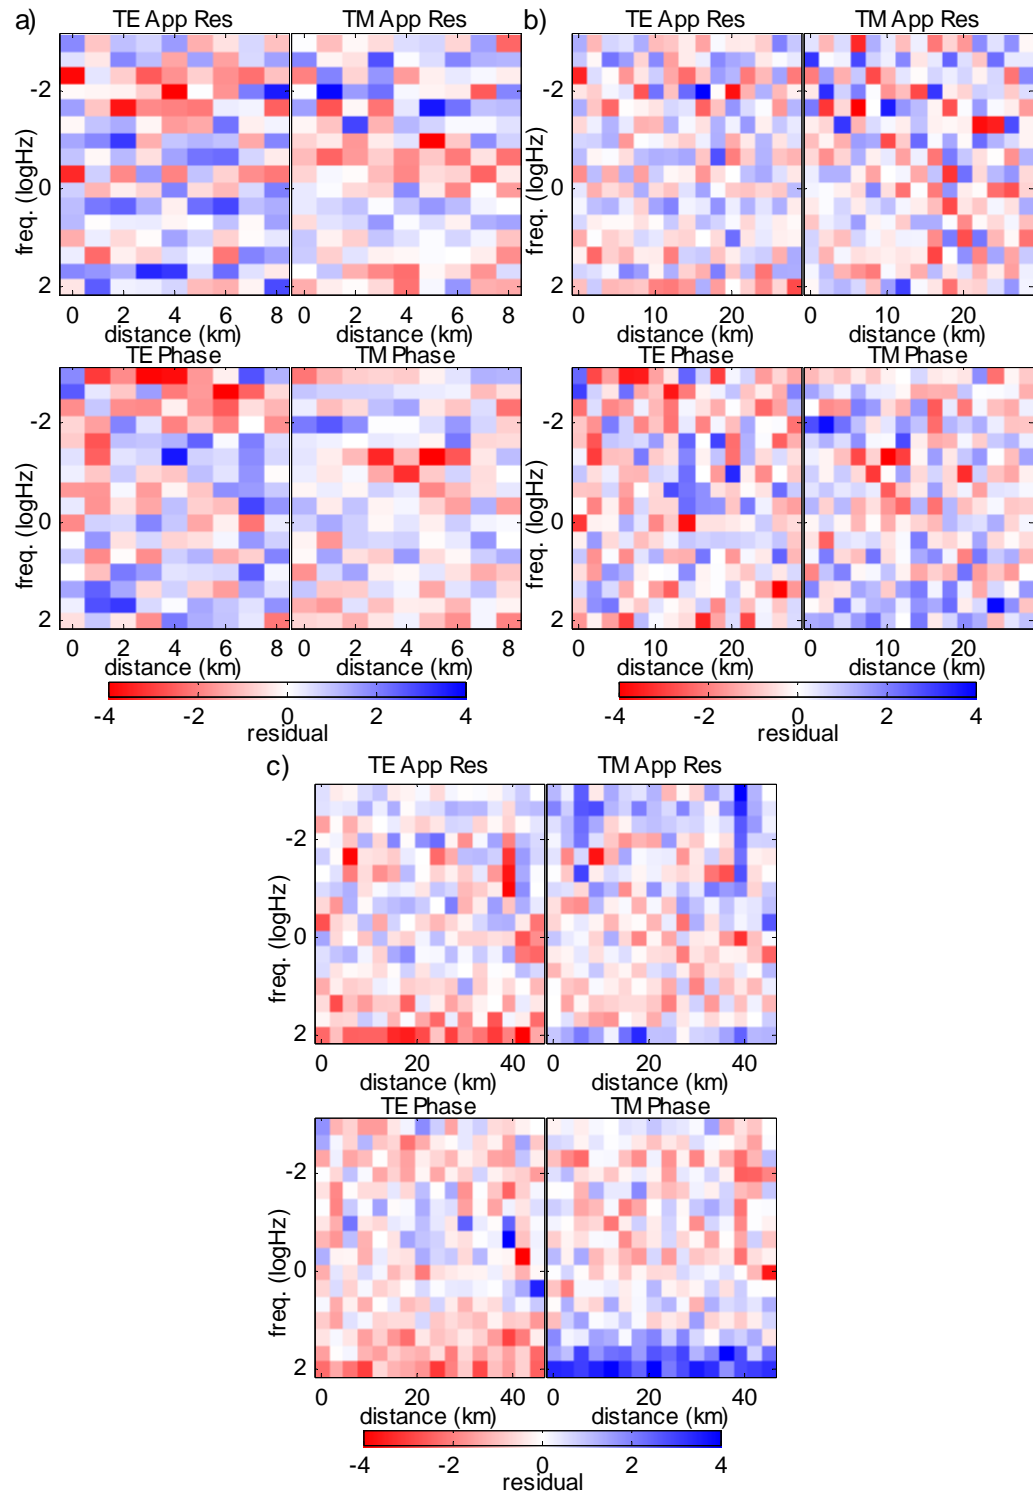 a)
TE App Res
TM App Res
b)
TE App Res
TM App Res
freq. (logHz)
-2
0
2
freq. (logHz)
-2
0
2
0 2 4 6 8
0 2 4 6 8
0 10 20
0 10 20
distance (km)
distance (km)
distance (km)
distance (km)
TE Phase
TM Phase
TE Phase
TM Phase
freq. (logHz)
-2
0
2
freq. (logHz)
-2
0
2
0 2 4 6 8
0 2 4 6 8
0 10 20
0 10 20
distance (km)
distance (km)
distance (km)
distance (km)
-4 -2 0 2 4
residual
-4 -2 0 2 4
residual
c)
TE App Res
TM App Res
freq. (logHz)
-2
0
2
0 20 40
0 20 40
distance (km)
distance (km)
TE Phase
TM Phase
freq. (logHz)
-2
0
2
0 20 40
0 20 40
distance (km)
distance (km)
-4 -2 0 2 4
residual